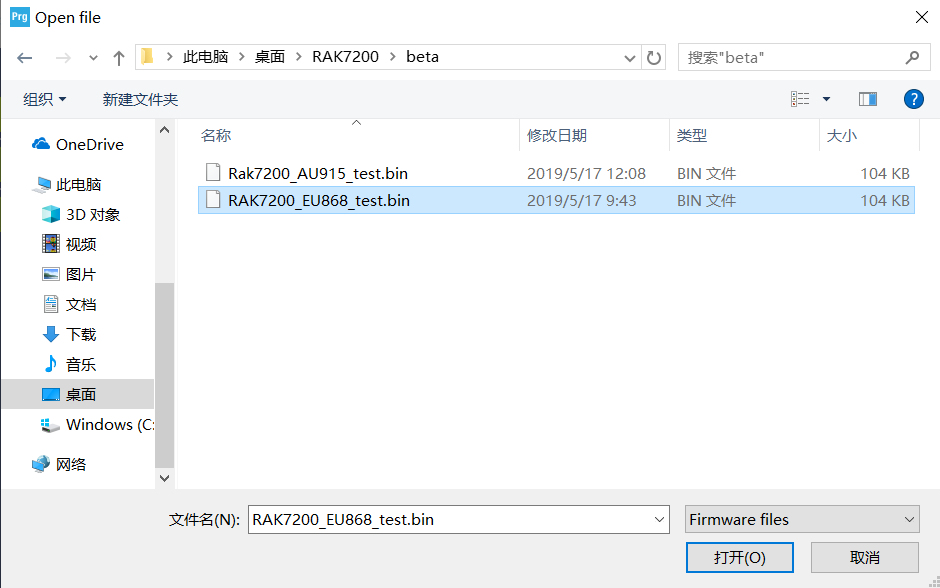 Prg Open file
此电脑 > 桌面 > RAK7200 > beta 搜索"beta"
组织 新建文件夹 ?
名称 修改日期 类型 大小
OneDrive
此电脑
3D 对象
视频
图片
文档
下载
音乐
桌面
Windows (C:
网络
Rak7200_AU915_test.bin 2019/5/17 12:08 BIN 文件 104 KB
RAK7200_EU868_test.bin 2019/5/17 9:43 BIN 文件 104 KB
文件名(N): RAK7200_EU868_test.bin Firmware files
打开(O) 取消